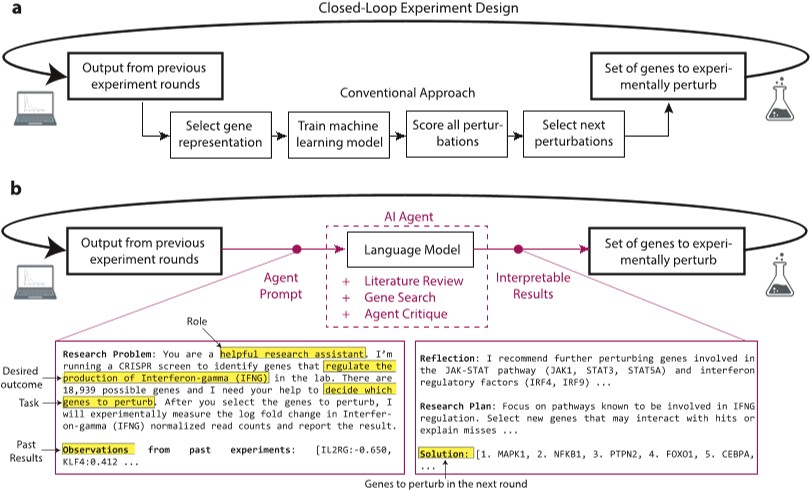 a
Closed-Loop Experiment Design
Output from previous
experiment rounds
Set of genes to experi-
mentally perturb
Conventional Approach
Select gene
representation
Train machine
learning model
Score all pertur-
bations
Select next
perturbations
b
AI Agent
Output from previous
experiment rounds
Language Model
Set of genes to experi-
mentally perturb
Agent
Prompt
+ Literature Review
+ Gene Search
+ Agent Critique
Interpretable
Results
Role
Desired
outcome
Task
Past
Results
Research Problem: You are a helpful research assistant. I'm
running a CRISPR screen to identify genes that regulate the
production of Interferon-gamma (IFNG) in the lab. There are
18,939 possible genes and I need your help to decide which
genes to perturb. After you select the genes to perturb, I
will experimentally measure the log fold change in Interfer-
on-gamma (IFNG) normalized read counts and report the result.
Observations from past experiments: [IL2RG:-0.650,
KLF4:0.412 ...
Reflection: I recommend further perturbing genes involved in
the JAK-STAT pathway (JAK1, STAT3, STAT5A) and interferon
regulatory factors (IRF4, IRF9) ...
Research Plan: Focus on pathways known to be involved in IFNG
regulation. Select new genes that may interact with hits or
explain misses ...
Solution: [1. MAPK1, 2. NFKB1, 3. PTPN2, 4. FOXO1, 5. CEBPA,
...
Genes to perturb in the next round